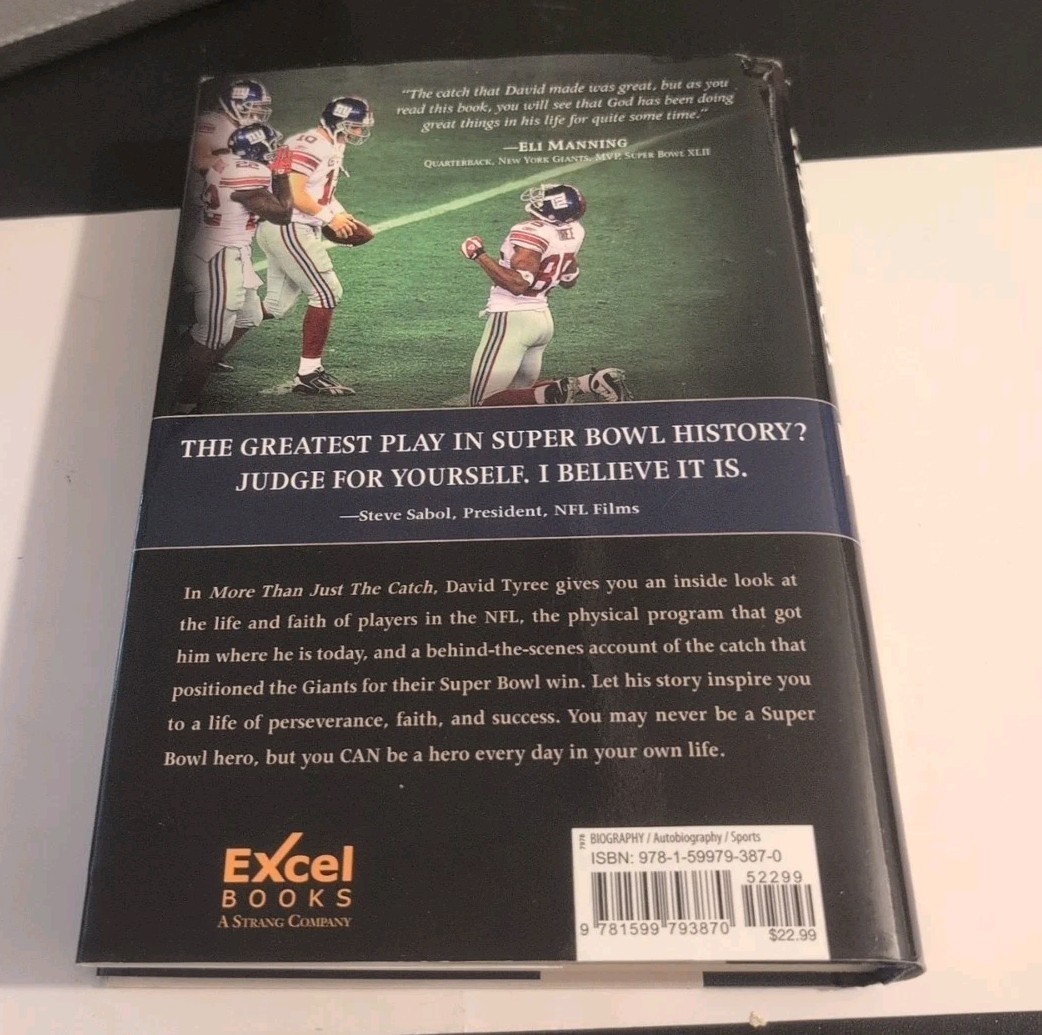 "The catch that David made was great, but as you
read this book, you will see that God has been doing
great things in his life for quite some time."
—ELI MANNING
QUARTERBACK, NEW YORK GIANTS, MVP, SUPER BOWL XLII
ny
ny
ny
10
85
THE GREATEST PLAY IN SUPER BOWL HISTORY?
JUDGE FOR YOURSELF. I BELIEVE IT IS.
—Steve Sabol, President, NFL Films
In More Than Just The Catch, David Tyree gives you an inside look at
the life and faith of players in the NFL, the physical program that got
him where he is today, and a behind-the-scenes account of the catch that
positioned the Giants for their Super Bowl win. Let his story inspire you
to a life of perseverance, faith, and success. You may never be a Super
Bowl hero, but you CAN be a hero every day in your own life.
Excel
BOOKS
A STRANG COMPANY
7978
BIOGRAPHY / Autobiography / Sports
ISBN: 978-1-59979-387-0
52299
9 781599 793870
$22.99